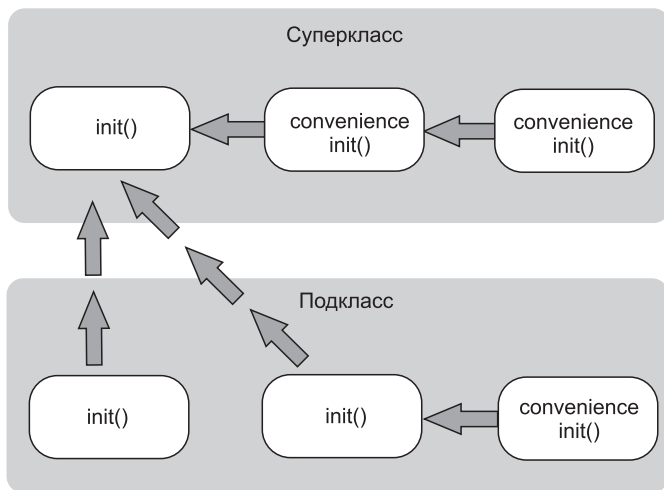 Суперкласс
init()
convenience
init()
convenience
init()
Подкласс
init()
init()
convenience
init()